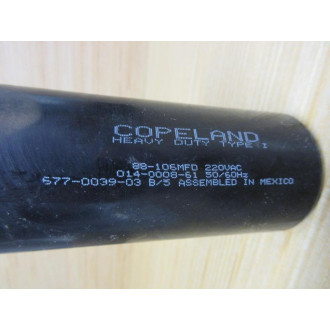 COPELAND
HEAVY DUTY TYPE I
88-106MFD 220VAC
014-0008-61 50/60Hz
677-0039-03 B/5 ASSEMBLED IN MEXICO